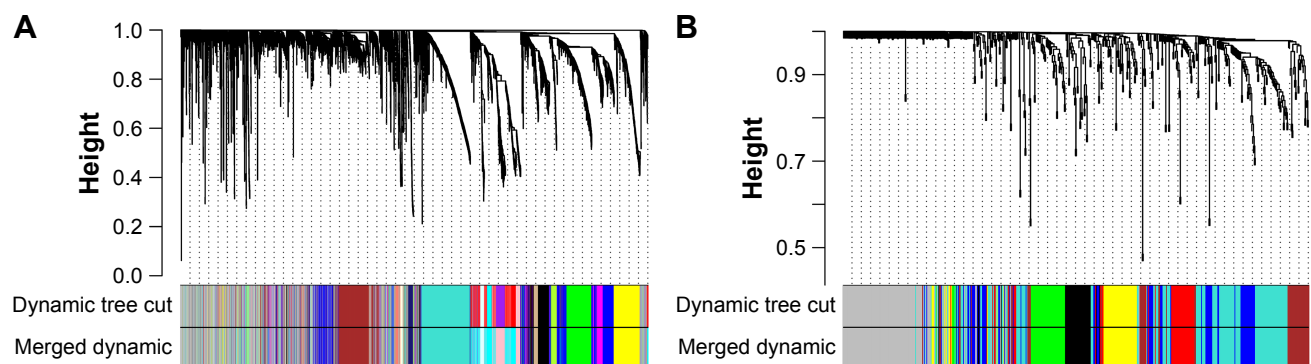 A
Height
1.0
0.8
0.6
0.4
0.2
0.0
Dynamic tree cut
Merged dynamic
B
Height
0.9
0.7
0.5
Dynamic tree cut
Merged dynamic